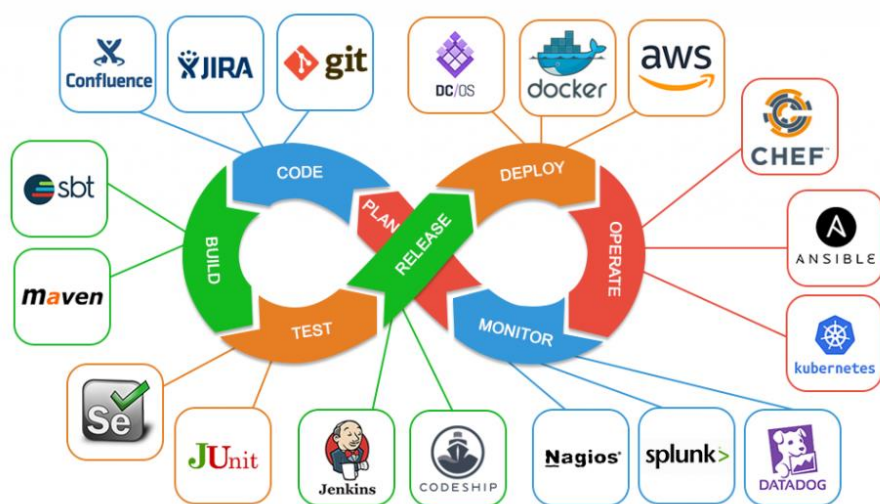 Confluence
JIRA
git
DC/OS
docker
aws
CHEF™
sbt
CODE
PLAN
RELEASE
DEPLOY
OPERATE
BUILD
ANSIBLE
maven
TEST
MONITOR
kubernetes
Se
JUnit
Jenkins
CODESHIP
Nagios®
splunk>
DATADOG